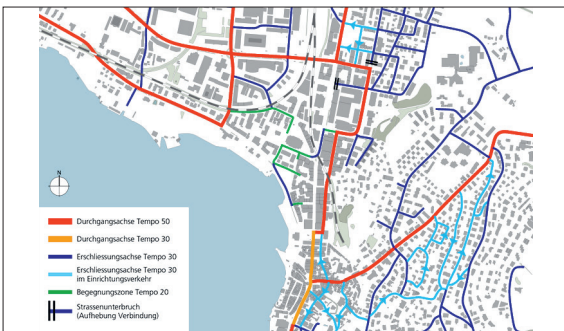 N
Durchgangsachse Tempo 50
Durchgangsachse Tempo 30
Erschliessungsachse Tempo 30
Erschliessungsachse Tempo 30
im Einrichtungsverkehr
Begegnungszone Tempo 20
Strassenunterbruch
(Aufhebung Verbindung)